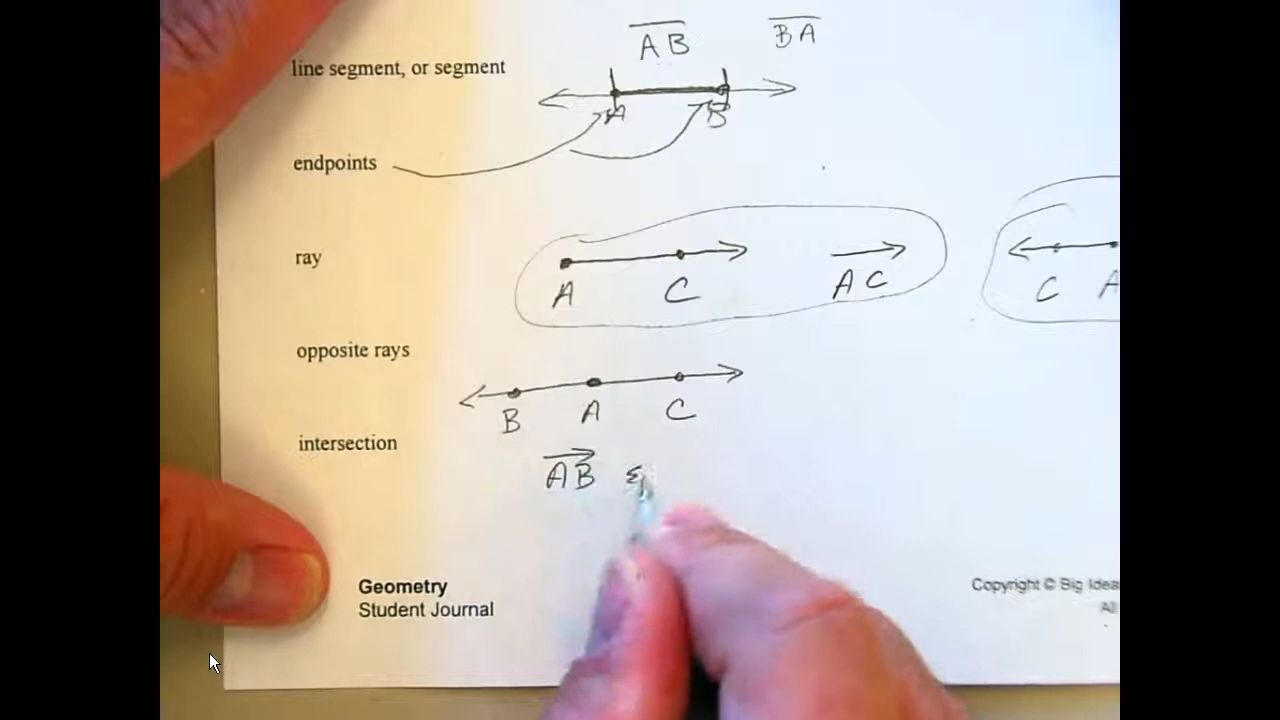 AB BA
line segment, or segment
A B
endpoints
ray
A C AC C A
opposite rays
B A C
intersection
AB &
Geometry
Student Journal
Copyright © Big Idea
All